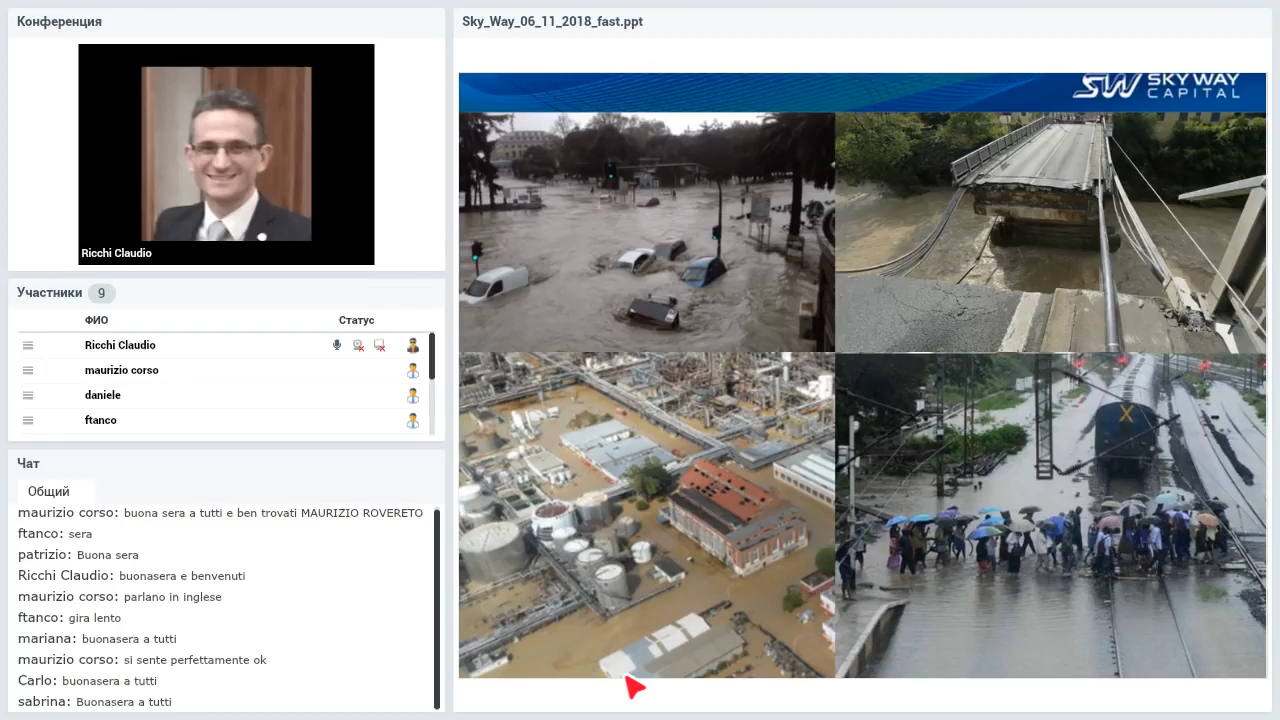 Конференция
Ricchi Claudio
Участники 9
ФИО Статус
Ricchi Claudio
maurizio corso
daniele
ftanco
Чат
Общий
maurizio corso: buona sera a tutti e ben trovati MAURIZIO ROVERETO
ftanco: sera
patrizio: Buona sera
Ricchi Claudio: buonasera e benvenuti
maurizio corso: parlano in inglese
ftanco: gira lento
mariana: buonasera a tutti
maurizio corso: si sente perfettamente ok
Carlo: buonasera a tutti
sabrina: Buonasera a tutti
Sky_Way_06_11_2018_fast.ppt
SW SKYWAY
CAPITAL
X